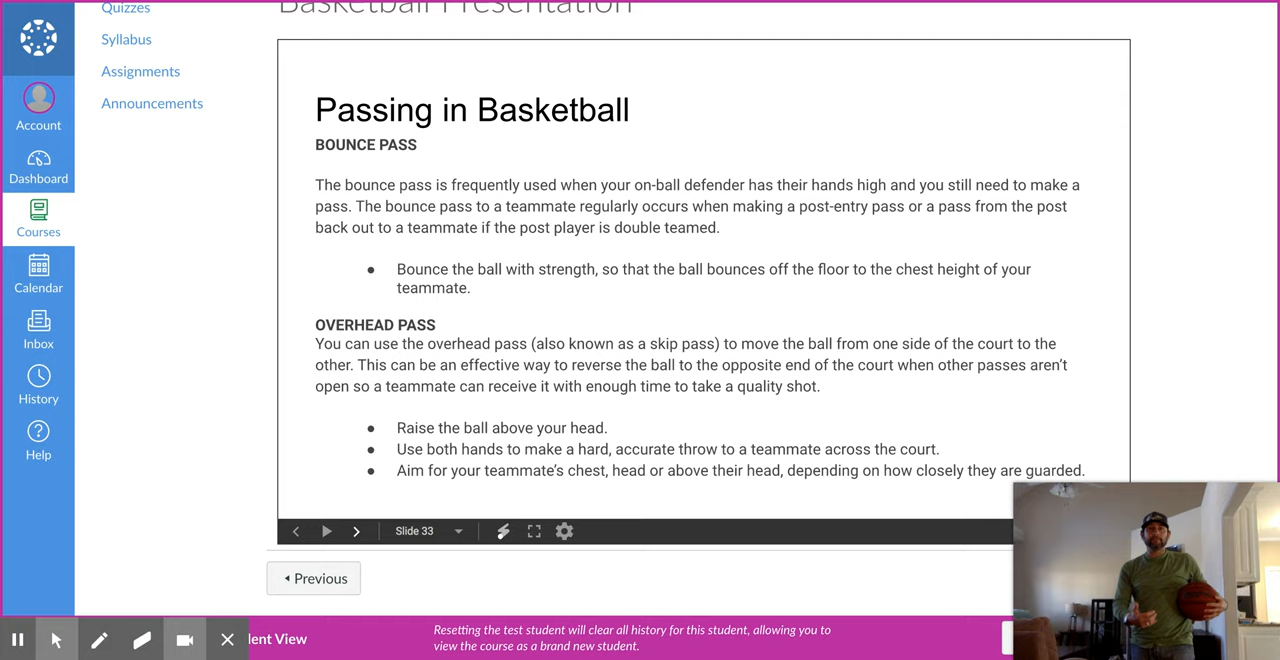 Basketball Presentation
Quizzes
Syllabus
Assignments
Announcements
Account
Dashboard
Courses
Calendar
Inbox
History
Help
Passing in Basketball
BOUNCE PASS
The bounce pass is frequently used when your on-ball defender has their hands high and you still need to make a
pass. The bounce pass to a teammate regularly occurs when making a post-entry pass or a pass from the post
back out to a teammate if the post player is double teamed.
● Bounce the ball with strength, so that the ball bounces off the floor to the chest height of your
teammate.
OVERHEAD PASS
You can use the overhead pass (also known as a skip pass) to move the ball from one side of the court to the
other. This can be an effective way to reverse the ball to the opposite end of the court when other passes aren't
open so a teammate can receive it with enough time to take a quality shot.
● Raise the ball above your head.
● Use both hands to make a hard, accurate throw to a teammate across the court.
● Aim for your teammate's chest, head or above their head, depending on how closely they are guarded.
Slide 33
Previous
lent View
Resetting the test student will clear all history for this student, allowing you to
view the course as a brand new student.